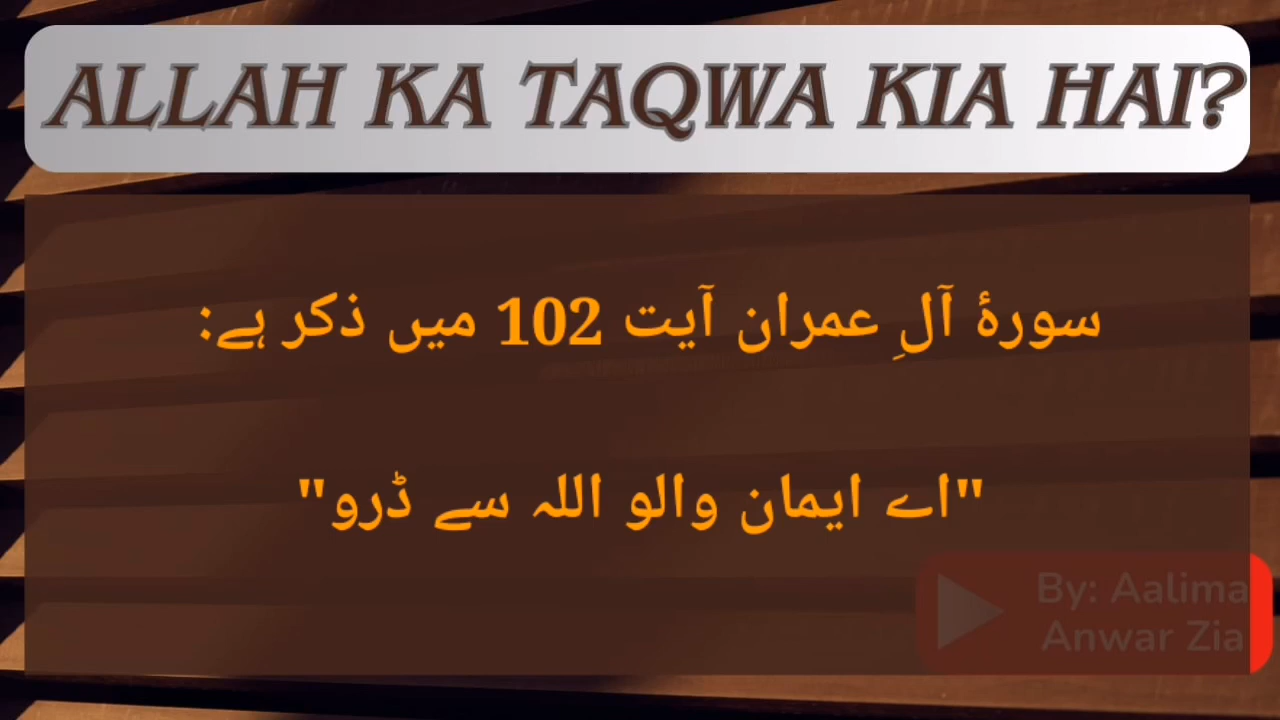 ALLAH KA TAQWA KIA HAI?
سورۂ آلِ عمران آیت 102 میں ذکر ہے:
"اے ایمان والو اللہ سے ڈرو"
By: Aalima
Anwar Zia